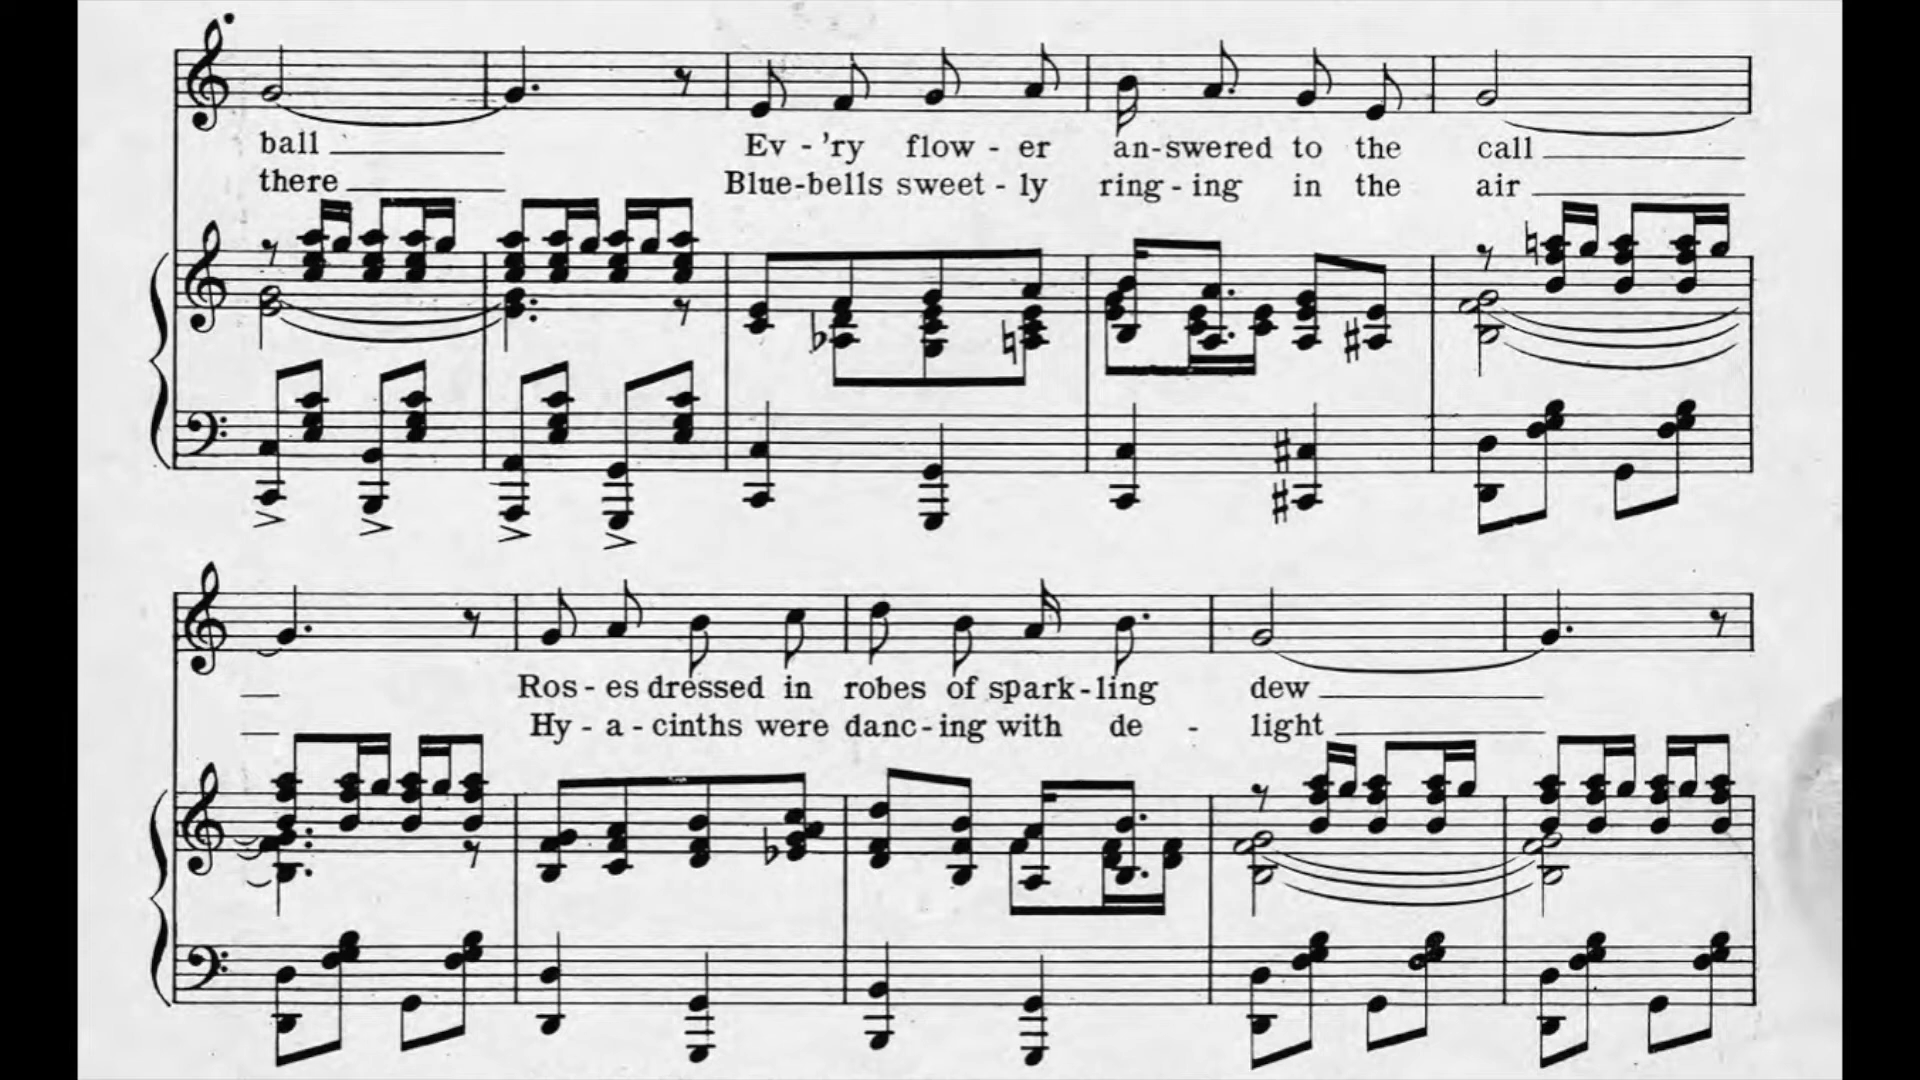 ball Ev - 'ry flow - er an-swered to the call
there Blue-bells sweet - ly ring - ing in the air
Ros - es dressed in robes of spark-ling dew
Hy - a - cinths were danc-ing with de - light